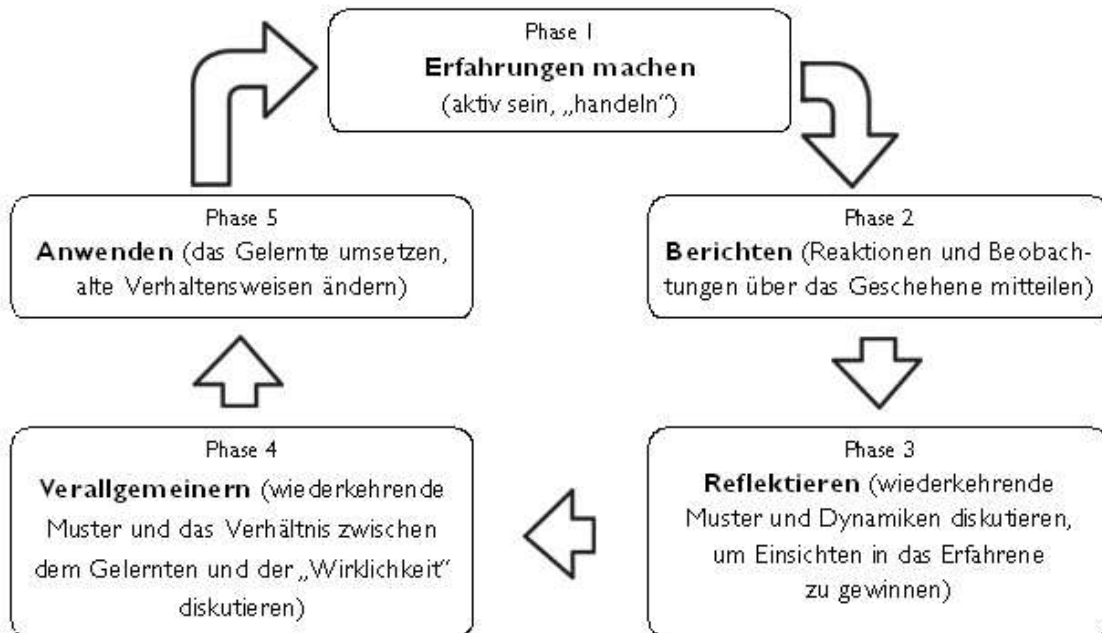 Phase 1
Erfahrungen machen
(aktiv sein, „handeln“)
Phase 5
Anwenden (das Gelernte umsetzen,
alte Verhaltensweisen ändern)
Phase 2
Berichten (Reaktionen und Beobach-
tungen über das Geschehene mitteilen)
Phase 4
Verallgemeinern (wiederkehrende
Muster und das Verhältnis zwischen
dem Gelernten und der „Wirklichkeit“
diskutieren)
Phase 3
Reflektieren (wiederkehrende
Muster und Dynamiken diskutieren,
um Einsichten in das Erfahrene
zu gewinnen)